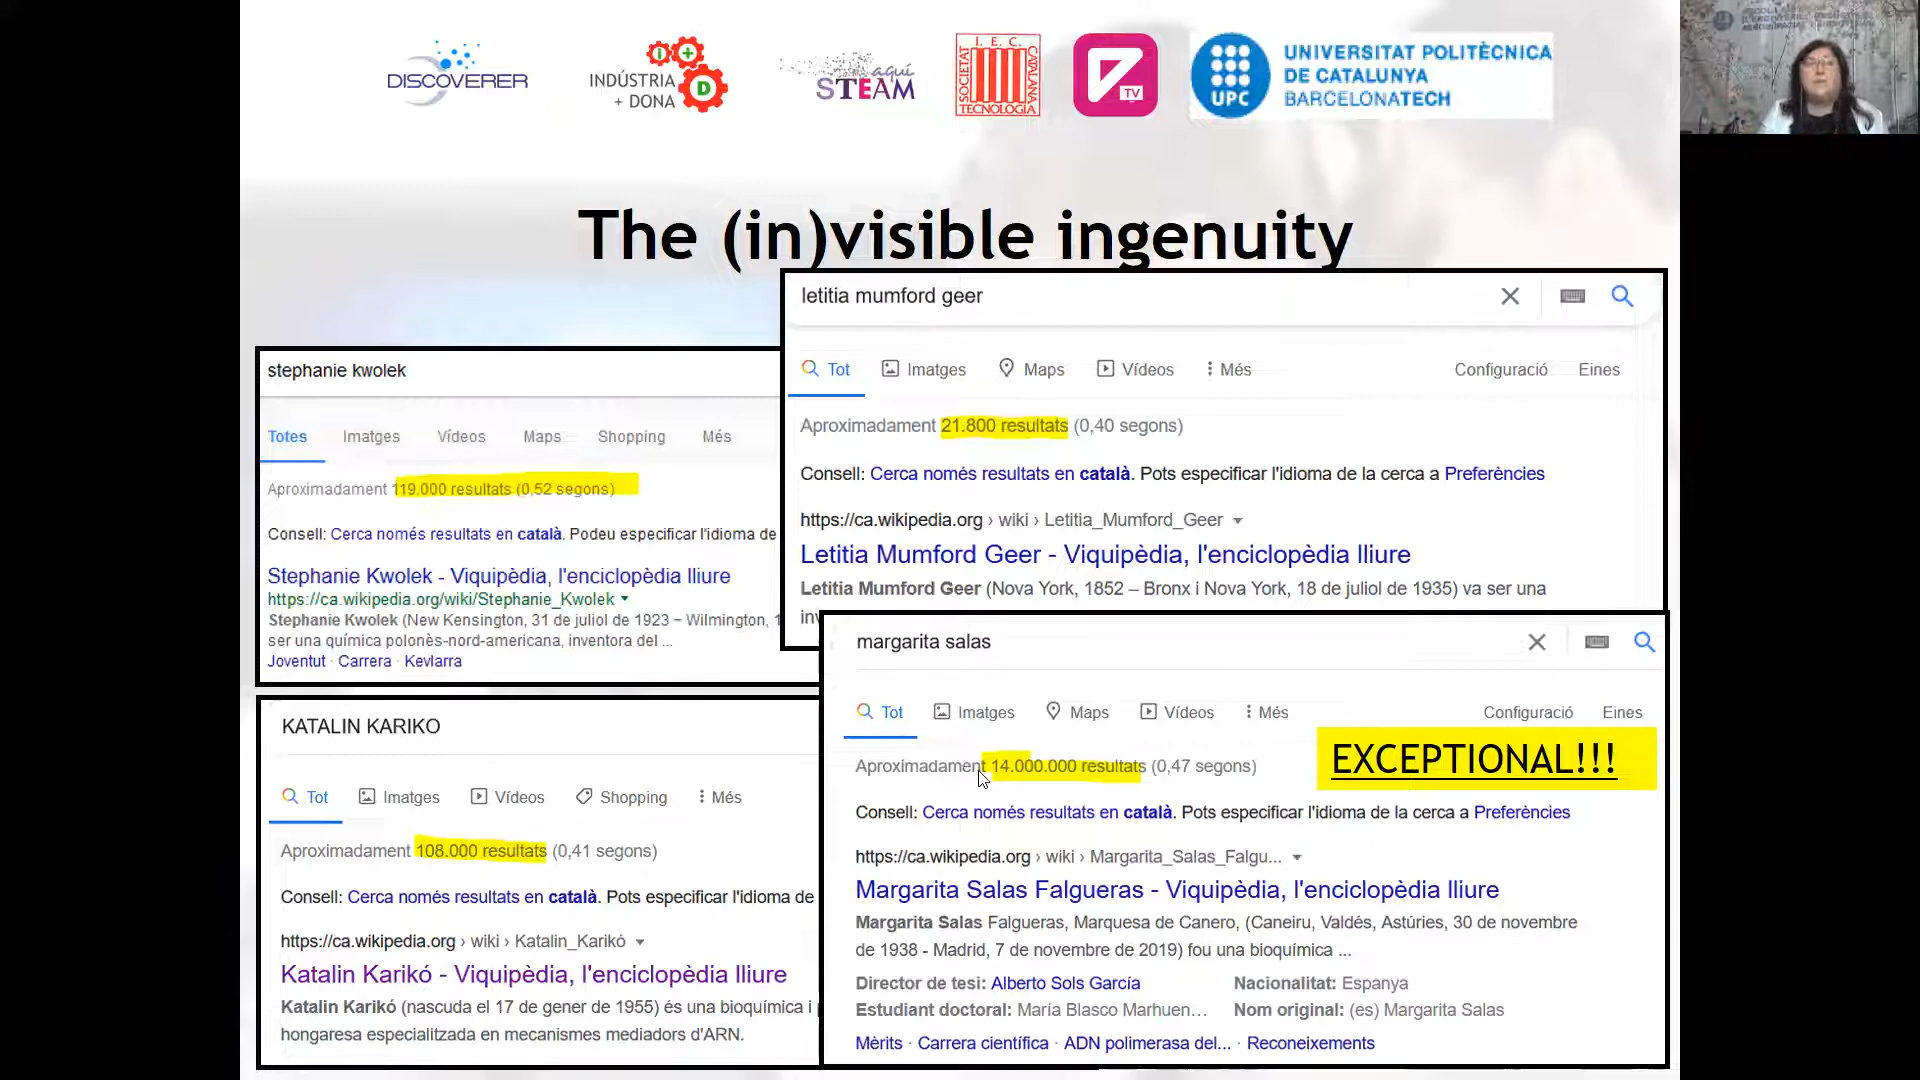 DISCOVERER
INDÚSTRIA
+ DONA
i
+
D
aquí
STEAM
I. E. C.
SOCIETAT
CATALANA
TECNOLOGIA
TV
UPC
UNIVERSITAT POLITÈCNICA
DE CATALUNYA
BARCELONATECH
The (in)visible ingenuity
letitia mumford geer
Tot Imatges Maps Vídeos Més Configuració Eines
Aproximadament 21.800 resultats (0,40 segons)
Consell: Cerca només resultats en català. Pots especificar l'idioma de la cerca a Preferències
https://ca.wikipedia.org › wiki › Letitia_Mumford_Geer
Letitia Mumford Geer - Viquipèdia, l'enciclopèdia lliure
Letitia Mumford Geer (Nova York, 1852 – Bronx i Nova York, 18 de juliol de 1935) va ser una
stephanie kwolek
Totes Imatges Vídeos Maps Shopping Més
Aproximadament 119.000 resultats (0,52 segons)
Consell: Cerca només resultats en català. Podeu especificar l'idioma de
Stephanie Kwolek - Viquipèdia, l'enciclopèdia lliure
https://ca.wikipedia.org/wiki/Stephanie_Kwolek
Stephanie Kwolek (New Kensington, 31 de juliol de 1923 – Wilmington, 1
ser una química polonès-nord-americana, inventora del ...
Joventut · Carrera · Kevlarra
KATALIN KARIKO
Tot Imatges Vídeos Shopping Més
Aproximadament 108.000 resultats (0,41 segons)
Consell: Cerca només resultats en català. Pots especificar l'idioma de
https://ca.wikipedia.org › wiki › Katalin_Karikó
Katalin Karikó - Viquipèdia, l'enciclopèdia lliure
Katalin Karikó (nascuda el 17 de gener de 1955) és una bioquímica i
hongaresa especialitzada en mecanismes mediadors d'ARN.
margarita salas
Tot Imatges Maps Vídeos Més Configuració Eines
Aproximadament 14.000.000 resultats (0,47 segons)
EXCEPTIONAL!!!
Consell: Cerca només resultats en català. Pots especificar l'idioma de la cerca a Preferències
https://ca.wikipedia.org › wiki › Margarita_Salas_Falgu...
Margarita Salas Falgueras - Viquipèdia, l'enciclopèdia lliure
Margarita Salas Falgueras, Marquesa de Canero, (Caneiru, Valdés, Astúries, 30 de novembre
de 1938 - Madrid, 7 de novembre de 2019) fou una bioquímica ...
Director de tesi: Alberto Sols García Nacionalitat: Espanya
Estudiant doctoral: María Blasco Marhuen... Nom original: (es) Margarita Salas
Mèrits · Carrera científica · ADN polimerasa del... · Reconeixements